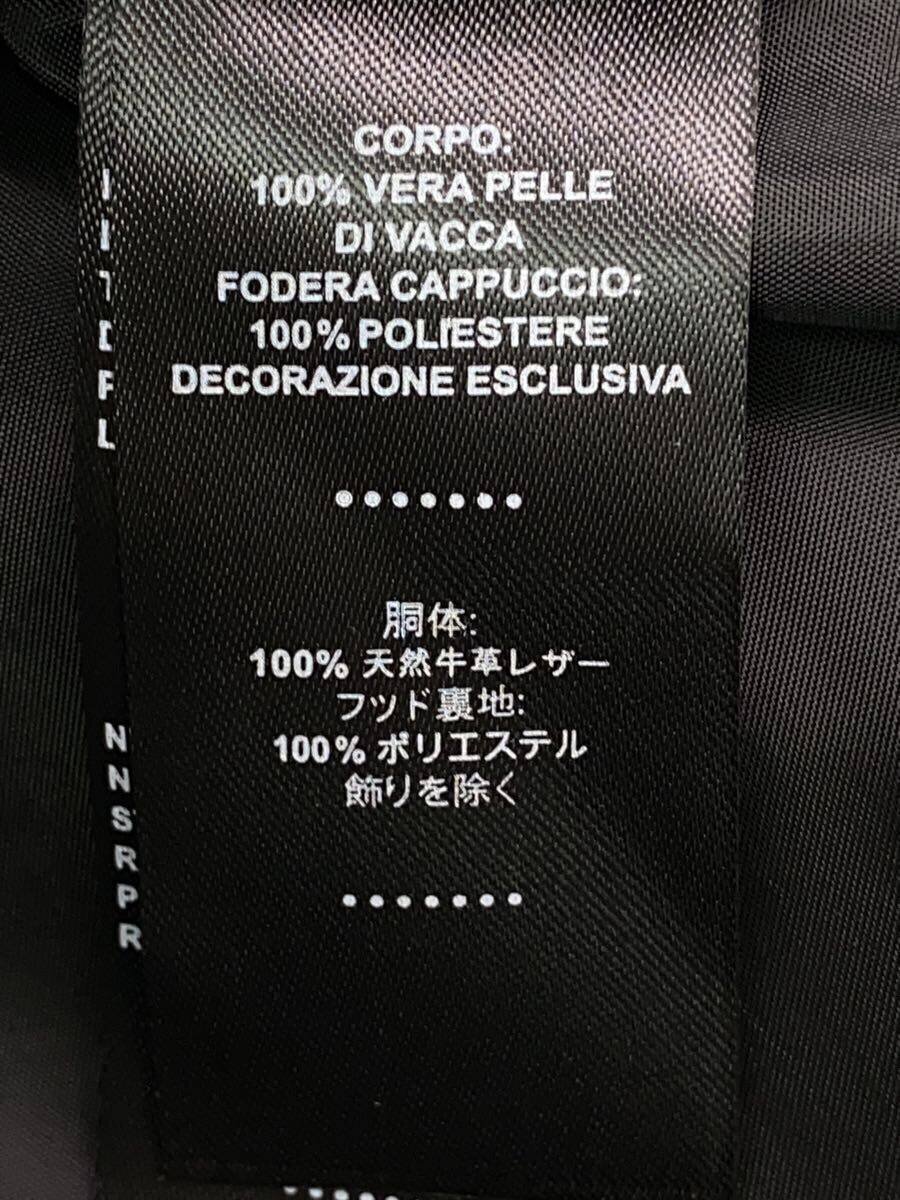 CORPO:
100% VERA PELLE
DI VACCA
FODERA CAPPUCCIO:
100% POLIESTERE
DECORAZIONE ESCLUSIVA
胴体:
100% 天然牛革レザー
フッド裏地:
100% ポリエステル
飾りを除く
N
N
S
R
P
R